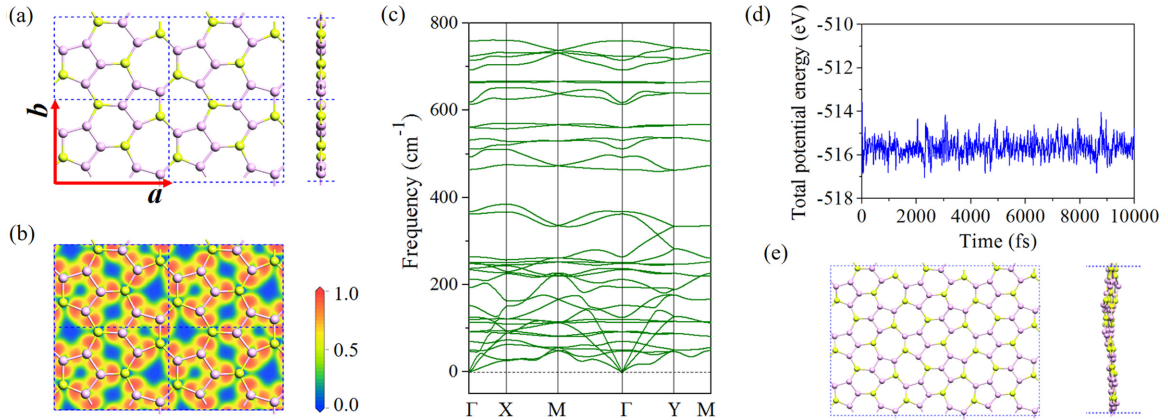 (a)
b
a
(b)
1.0
0.5
0.0
(c)
Frequency (cm⁻¹)
800
600
400
200
0
Γ X M Γ Y M
(d)
Total potential energy (eV)
-510
-512
-514
-516
-518
0 2000 4000 6000 8000 10000
Time (fs)
(e)